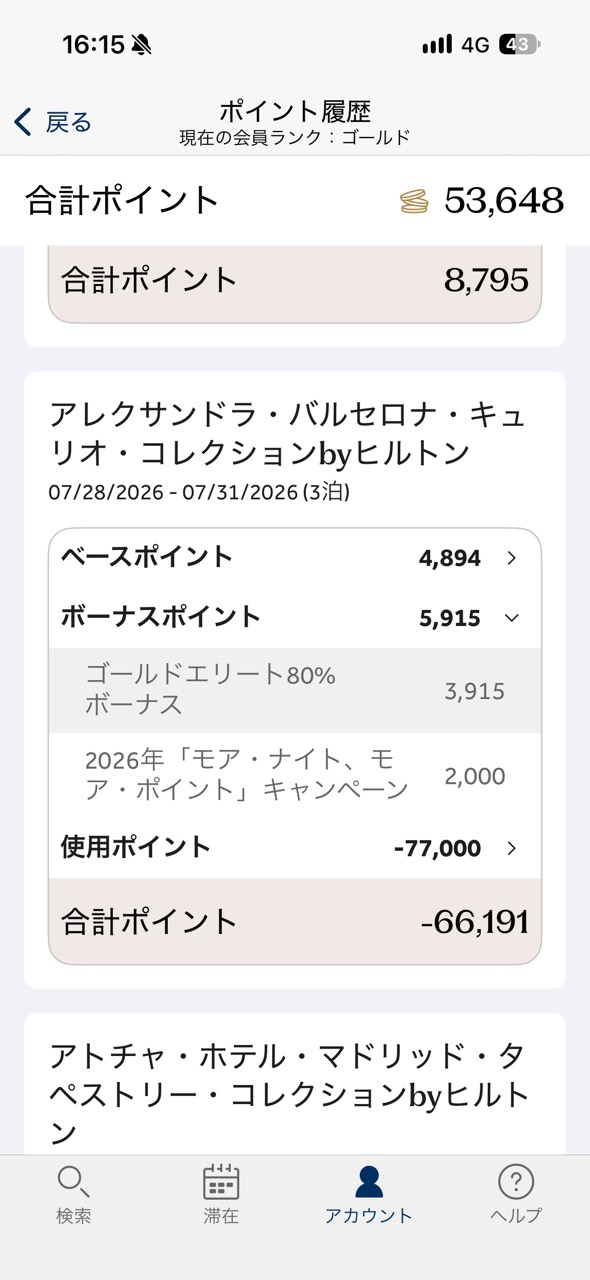 16:15
4G 43
戻る
ポイント履歴
現在の会員ランク：ゴールド
合計ポイント 53,648
合計ポイント 8,795
アレクサンドラ・バルセロナ・キュ
リオ・コレクションbyヒルトン
07/28/2026 - 07/31/2026 (3泊)
ベースポイント 4,894
ボーナスポイント 5,915
ゴールドエリート80%
ボーナス
3,915
2026年「モア・ナイト、モ
ア・ポイント」キャンペーン
2,000
使用ポイント -77,000
合計ポイント -66,191
アトチャ・ホテル・マドリッド・タ
ペストリー・コレクションbyヒルト
ン
検索 滞在 アカウント ヘルプ